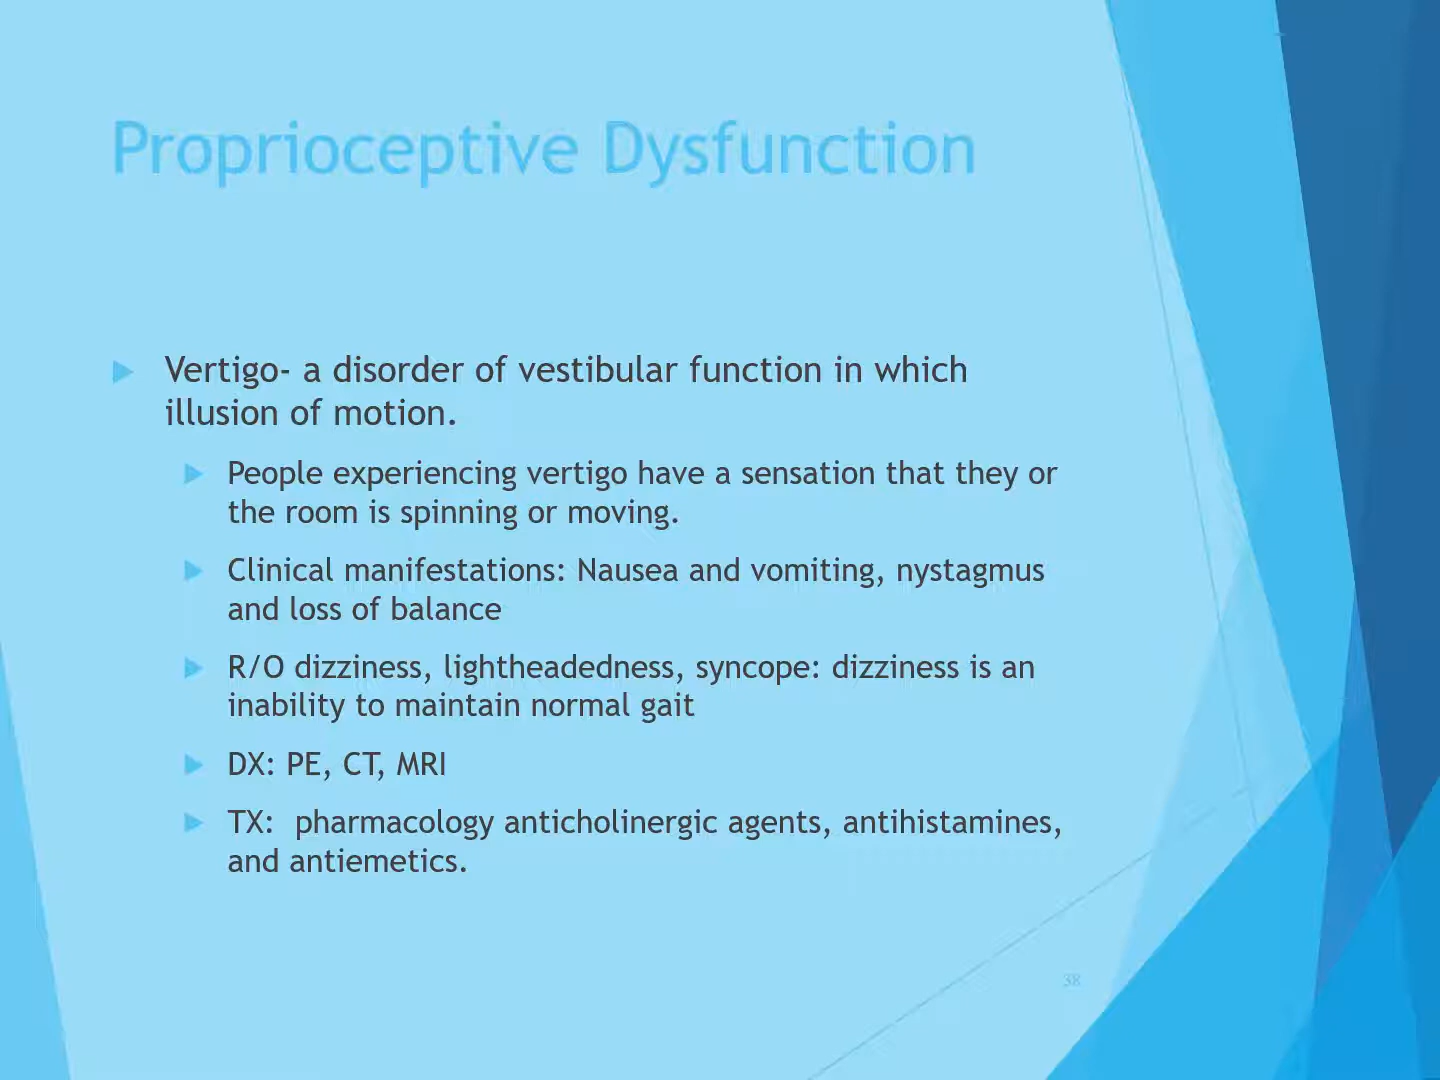 Proprioceptive Dysfunction
Vertigo- a disorder of vestibular function in which
illusion of motion.
People experiencing vertigo have a sensation that they or
the room is spinning or moving.
Clinical manifestations: Nausea and vomiting, nystagmus
and loss of balance
R/O dizziness, lightheadedness, syncope: dizziness is an
inability to maintain normal gait
DX: PE, CT, MRI
TX:  pharmacology anticholinergic agents, antihistamines,
and antiemetics.
38